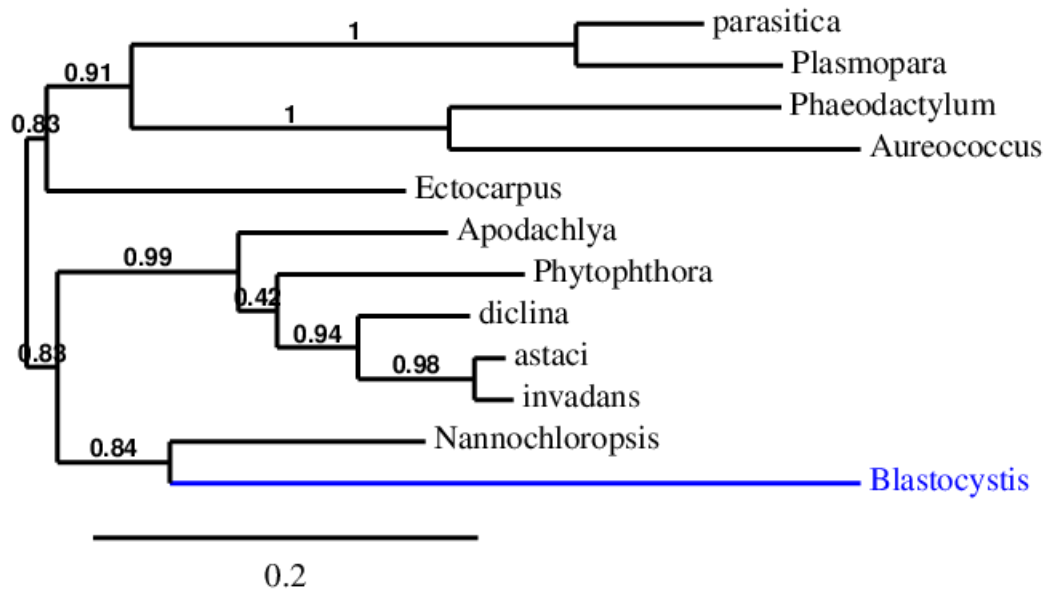 parasitica
1
Plasmopara
0.91
Phaeodactylum
1
0.83
Aureococcus
Ectocarpus
Apodachlya
0.99
Phytophthora
0.42
diclina
0.94
0.83
astaci
0.98
invadans
Nannochloropsis
0.84
Blastocystis
0.2